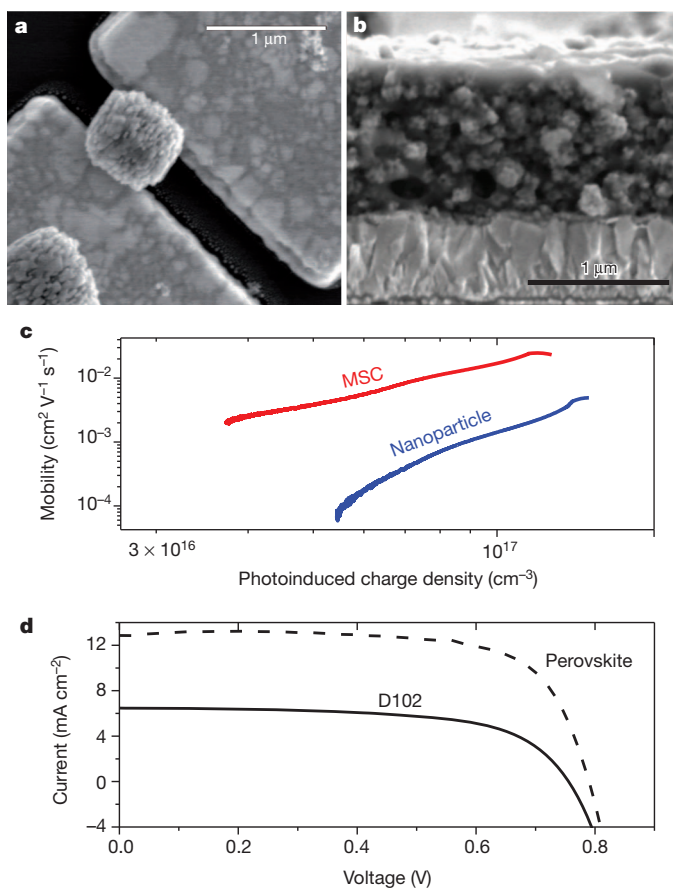 a
1 μm
b
1 μm
c
Mobility (cm² V⁻¹ s⁻¹)
10⁻²
10⁻³
10⁻⁴
MSC
Nanoparticle
3 × 10¹⁶
10¹⁷
Photoinduced charge density (cm⁻³)
d
Current (mA cm⁻²)
12
8
4
0
−4
Perovskite
D102
0.0
0.2
0.4
0.6
0.8
Voltage (V)